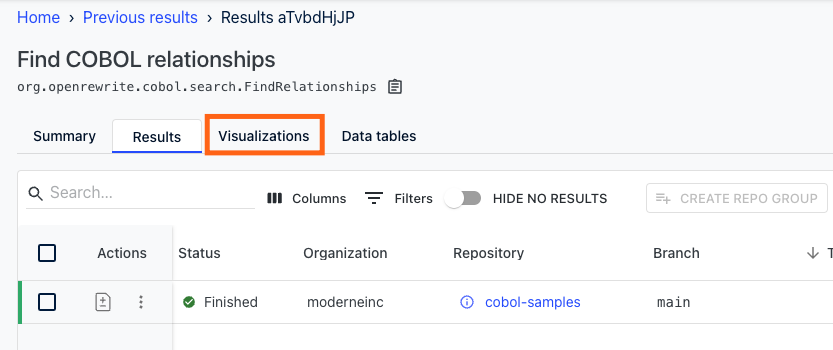 Home › Previous results › Results aTvbdHjJP
Find COBOL relationships
org.openrewrite.cobol.search.FindRelationships
Summary Results Visualizations Data tables
Search... Columns Filters HIDE NO RESULTS CREATE REPO GROUP
Actions Status Organization Repository Branch T
Finished moderneinc cobol-samples main